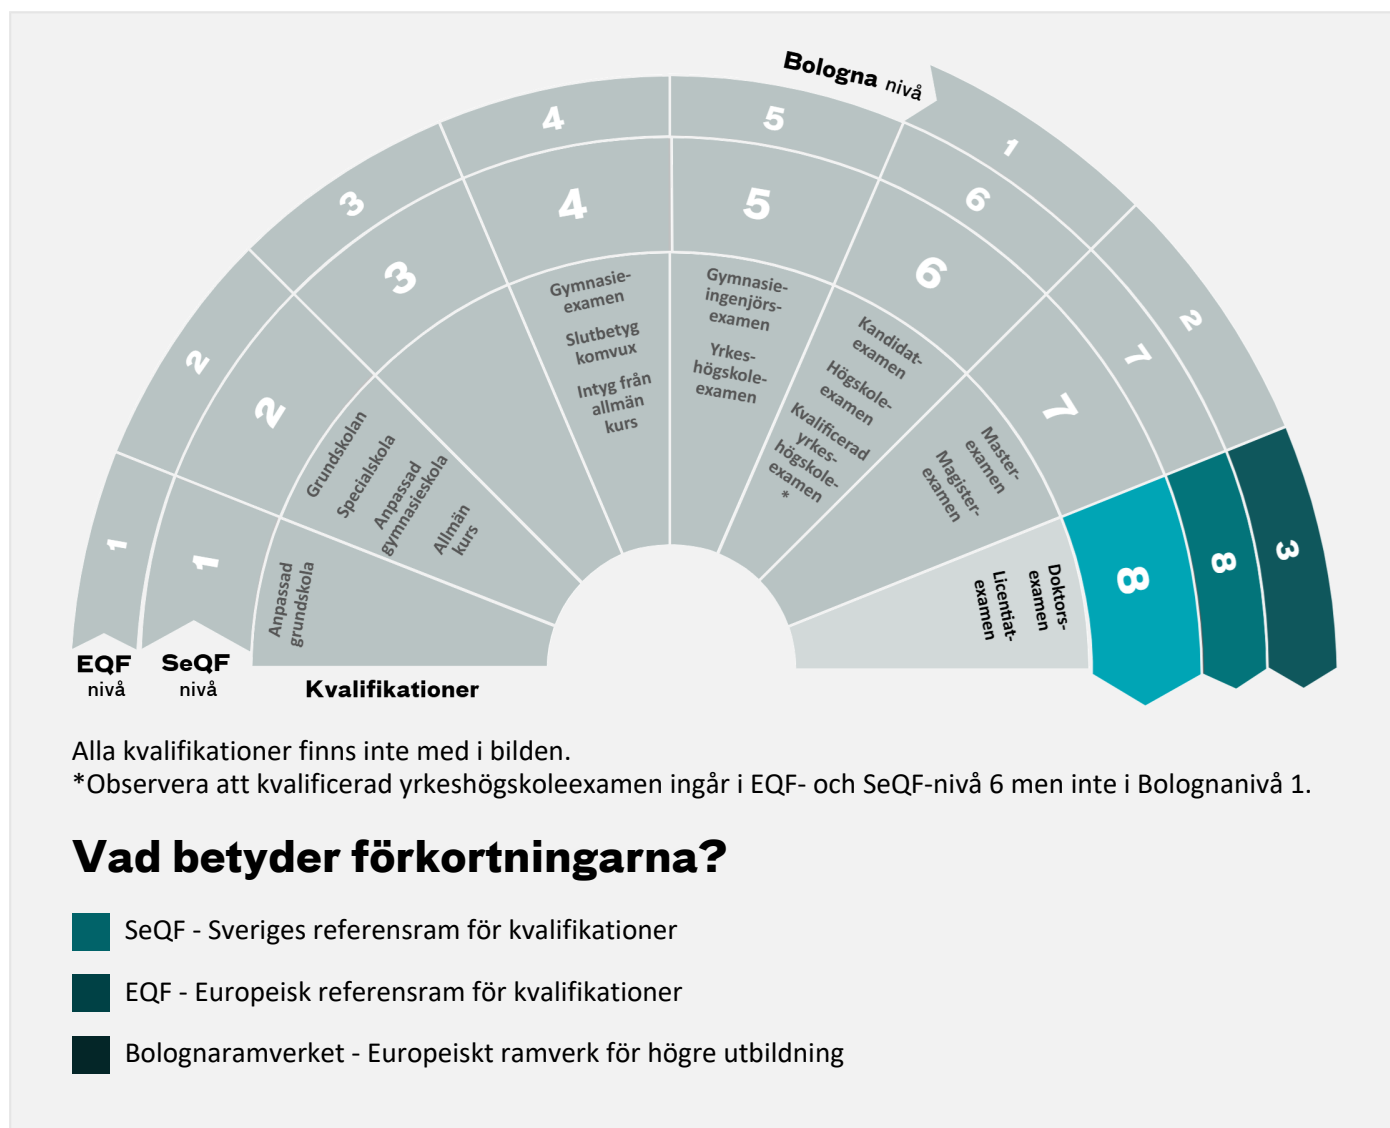 Bologna nivå
1
2
3
1
2
3
4
5
6
7
8
1
2
3
4
5
6
7
8
Anpassad
grundskola
Grundskolan
Specialskola
Anpassad
gymnasieskola
Allmän
kurs
Gymnasie-
examen
Slutbetyg
komvux
Intyg från
allmän
kurs
Gymnasie-
ingenjörs-
examen
Yrkes-
högskole-
examen
Kandidat-
examen
Högskole-
examen
Kvalificerad
yrkes-
högskole-
examen
*
Master-
examen
Magister-
examen
Doktors-
examen
Licentiat-
examen
EQF
nivå
SeQF
nivå
Kvalifikationer
Alla kvalifikationer finns inte med i bilden.
*Observera att kvalificerad yrkeshögskoleexamen ingår i EQF- och SeQF-nivå 6 men inte i Bolognanivå 1.
Vad betyder förkortningarna?
SeQF - Sveriges referensram för kvalifikationer
EQF - Europeisk referensram för kvalifikationer
Bolognaramverket - Europeiskt ramverk för högre utbildning